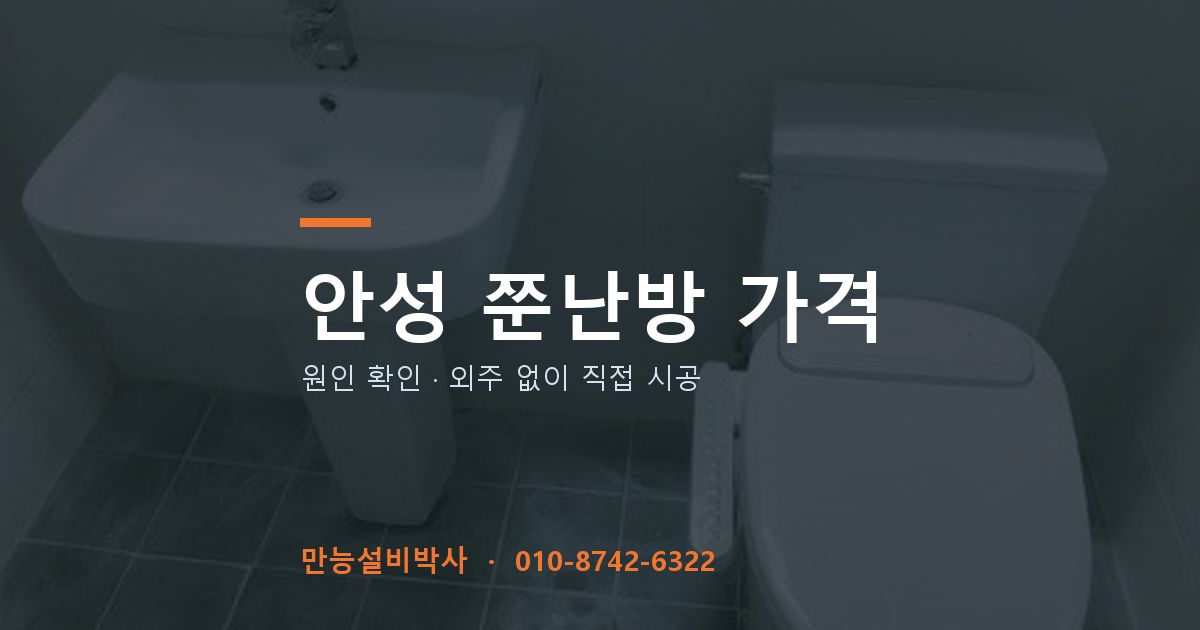 안성 쭌난방 가격
원인 확인 · 외주 없이 직접 시공
만능설비박사 · 010-8742-6322